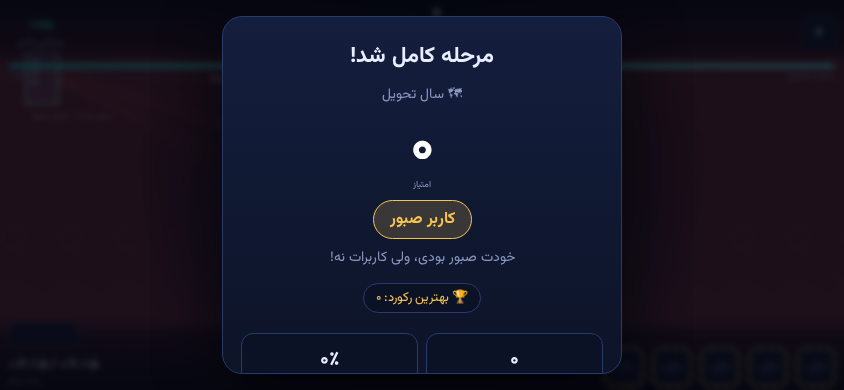 مرحله کامل شد!
🗺 سال تحویل
۰
امتیاز
کاربر صبور
خودت صبور بودی، ولی کاربرات نه!
🏆 بهترین رکورد: ۰
۰
۰٪